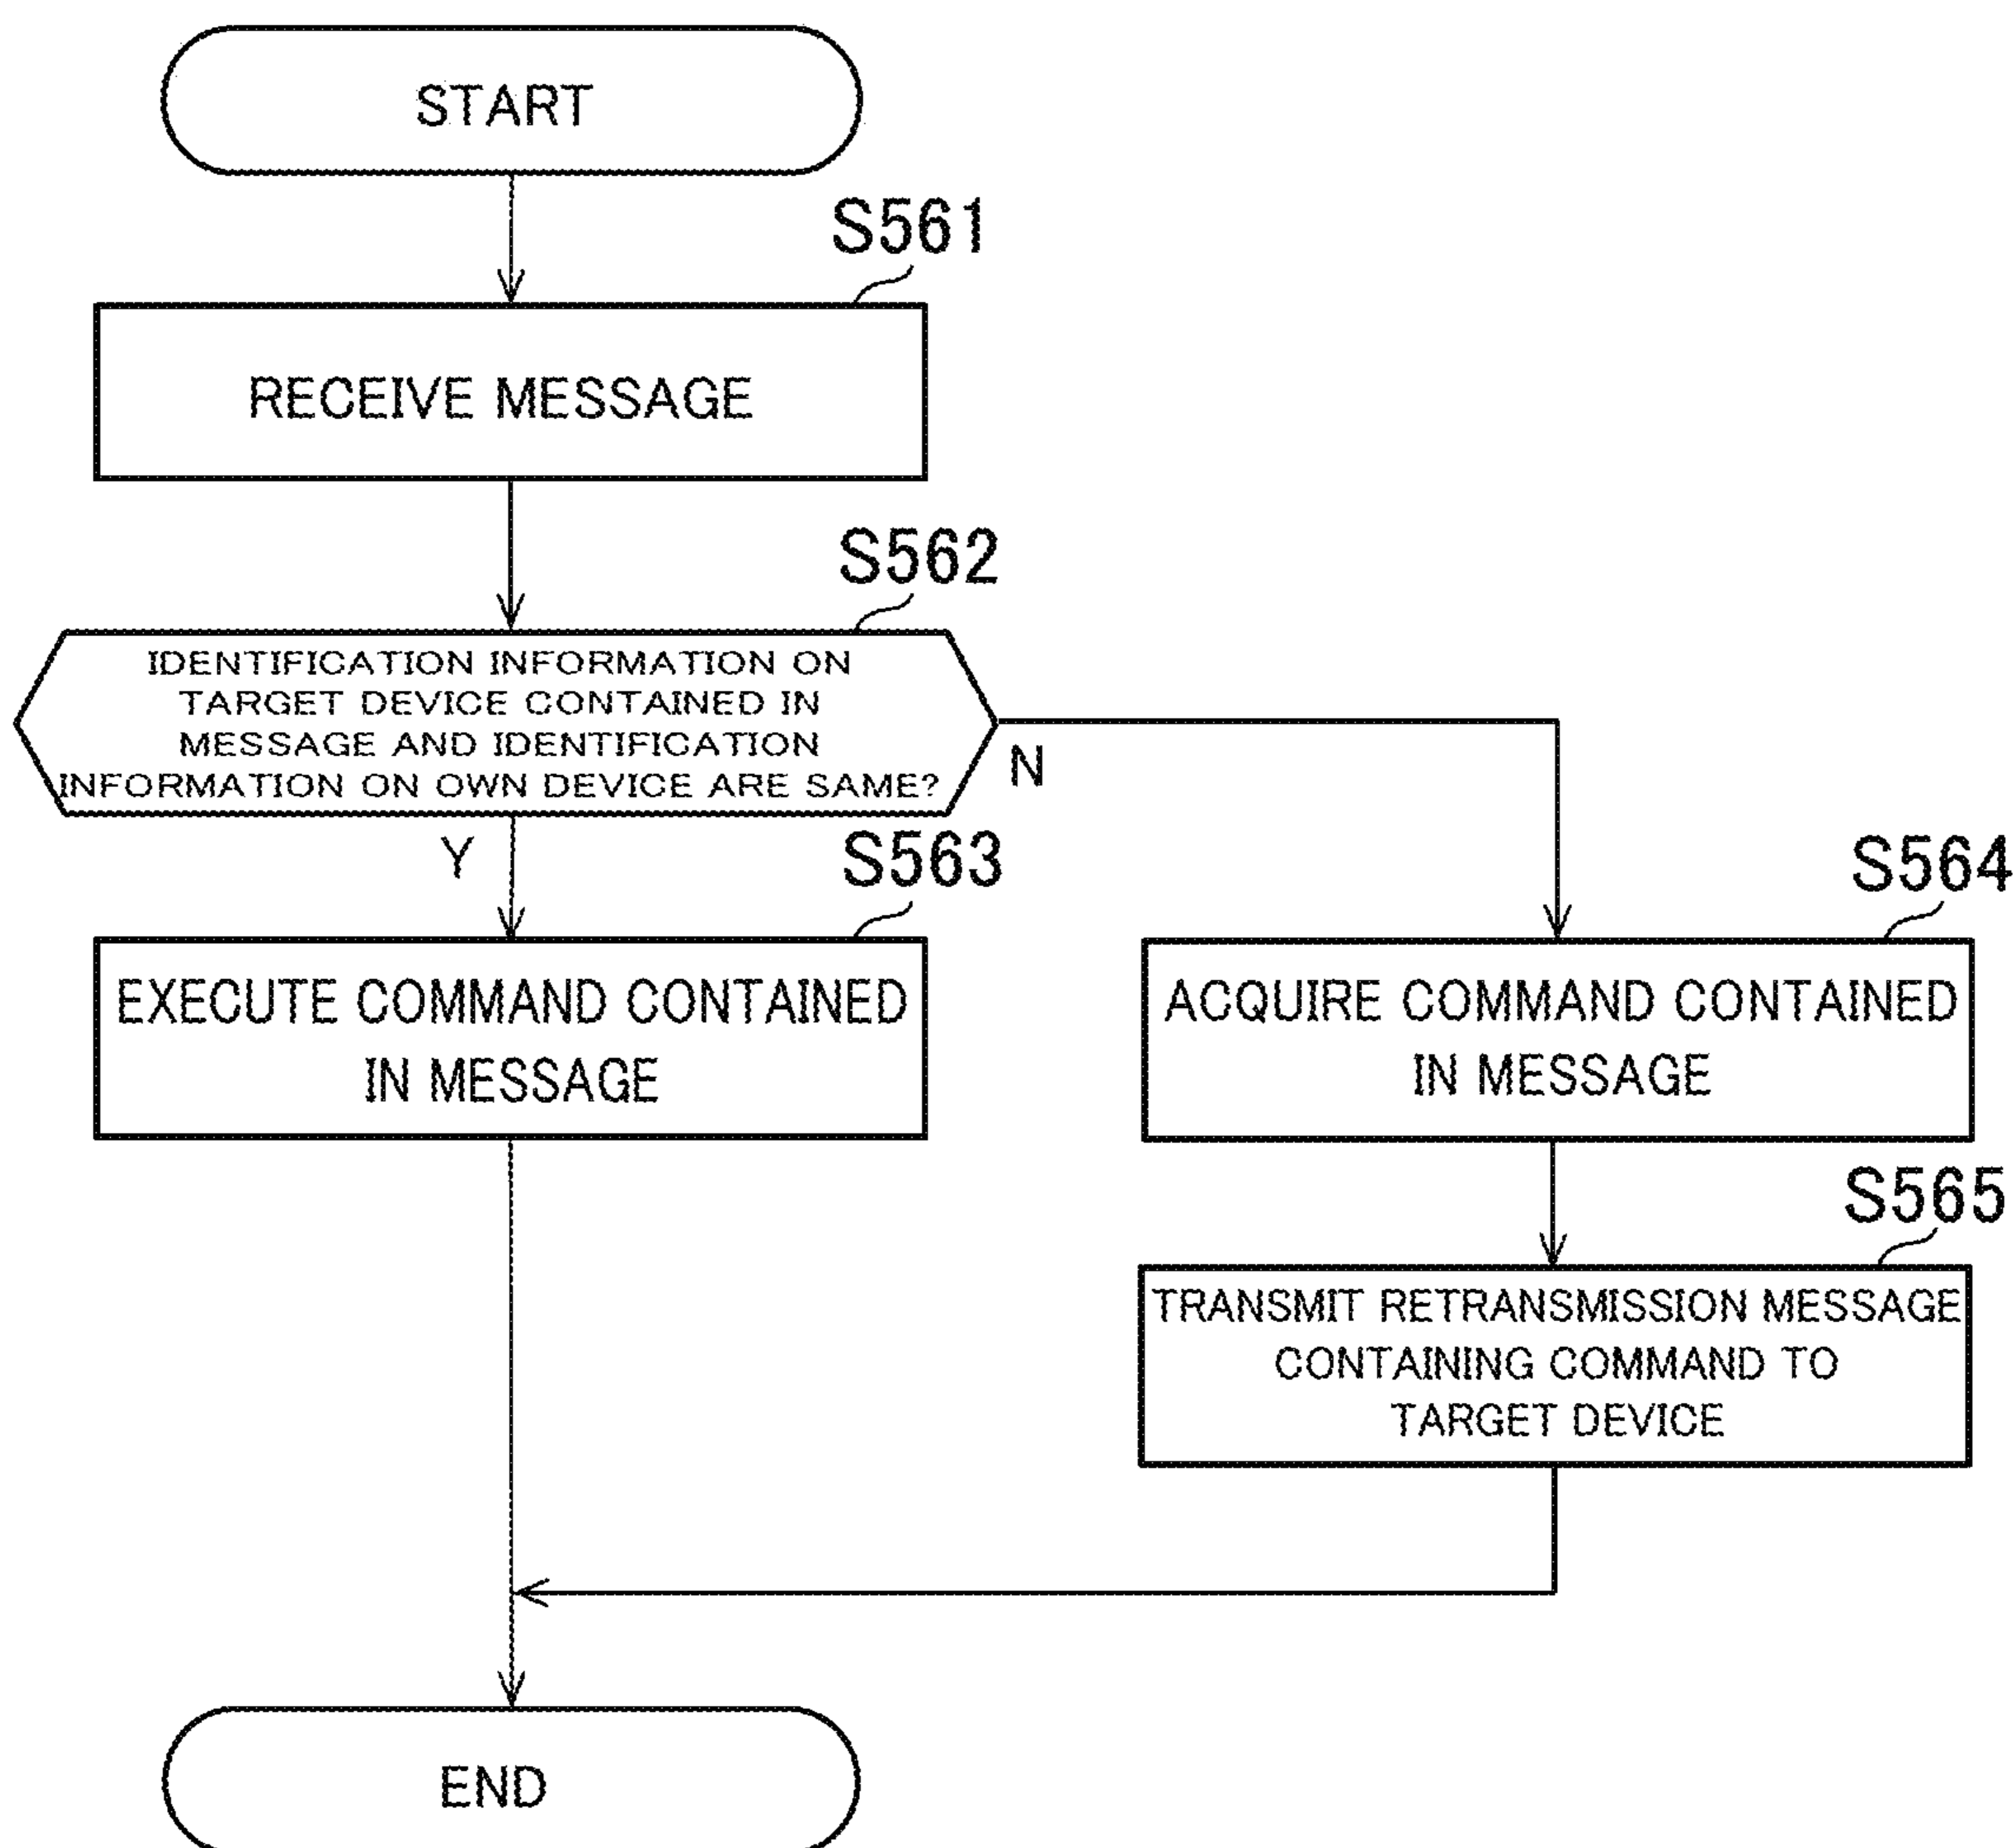 START
S561
RECEIVE MESSAGE
S562
IDENTIFICATION INFORMATION ON
TARGET DEVICE CONTAINED IN
MESSAGE AND IDENTIFICATION
INFORMATION ON OWN DEVICE ARE SAME?
N
Y
S563
EXECUTE COMMAND CONTAINED
IN MESSAGE
S564
ACQUIRE COMMAND CONTAINED
IN MESSAGE
S565
TRANSMIT RETRANSMISSION MESSAGE
CONTAINING COMMAND TO
TARGET DEVICE
END